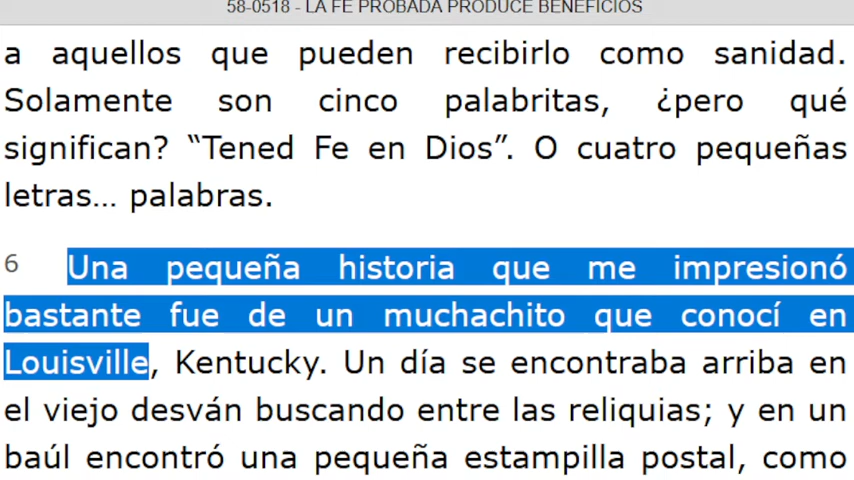 58-0518 - LA FE PROBADA PRODUCE BENEFICIOS
a aquellos que pueden recibirlo como sanidad.
Solamente son cinco palabritas, ¿pero qué
significan? “Tened Fe en Dios”. O cuatro pequeñas
letras… palabras.
6 Una pequeña historia que me impresionó
bastante fue de un muchachito que conocí en
Louisville, Kentucky. Un día se encontraba arriba en
el viejo desván buscando entre las reliquias; y en un
baúl encontró una pequeña estampilla postal, como